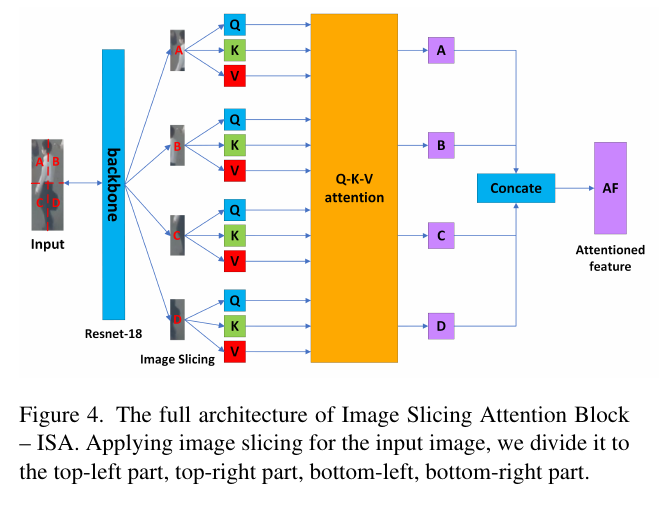 A B
C D
Input
backbone
Resnet-18
A
B
C
D
Image Slicing
Q
K
V
Q
K
V
Q
K
V
Q
K
V
Q-K-V
attention
A
B
C
D
Concate
AF
Attentioned
feature
Figure 4. The full architecture of Image Slicing Attention Block
– ISA. Applying image slicing for the input image, we divide it to
the top-left part, top-right part, bottom-left, bottom-right part.